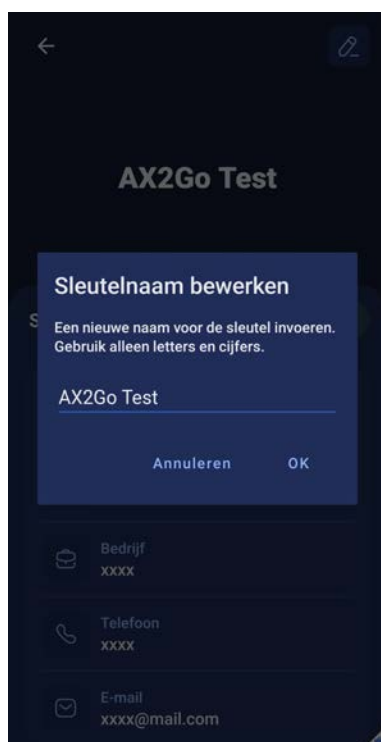 AX2Go Test
Sleutelnaam bewerken
S
Een nieuwe naam voor de sleutel invoeren.
Gebruik alleen letters en cijfers.
AX2Go Test
Annuleren OK
Bedrijf
xxxx
Telefoon
xxxx
E-mail
xxxx@mail.com